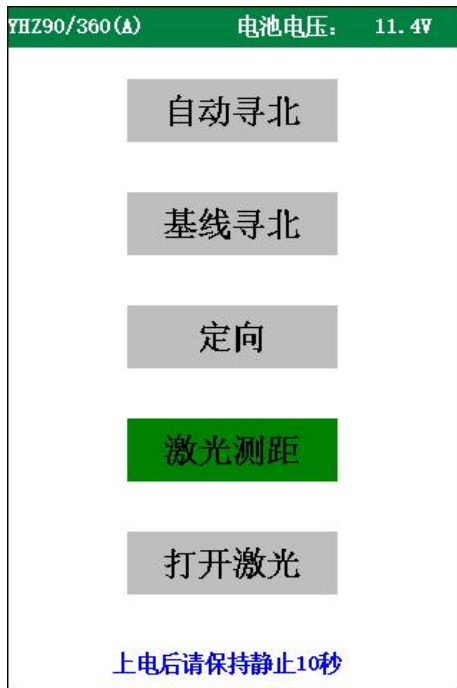 YHZ90/360(A) 电池电压： 11.4V
自动寻北
基线寻北
定向
激光测距
打开激光
上电后请保持静止10秒